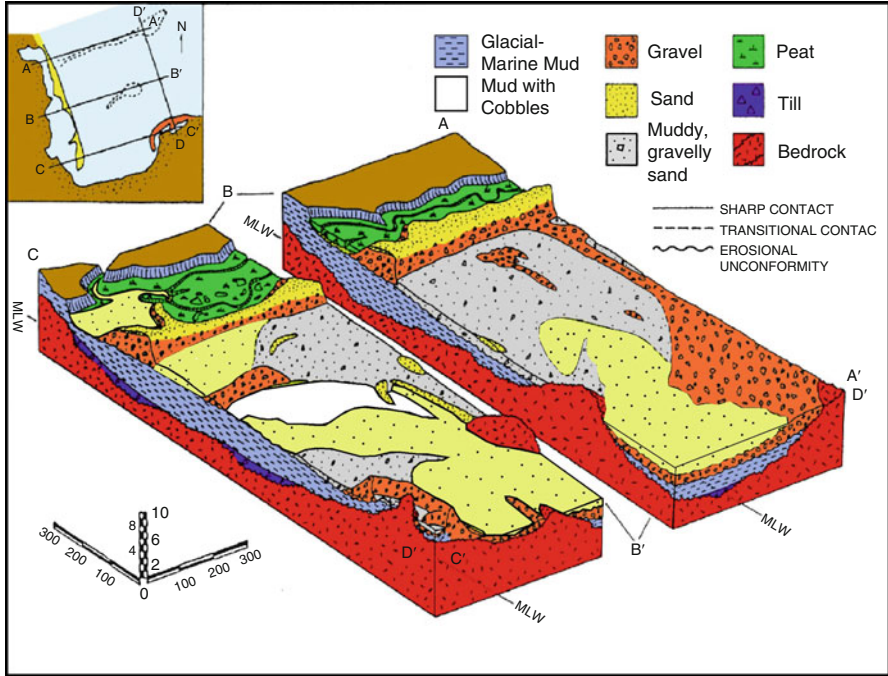 D′
A′
N
A
B′
B
C′
C
D
Glacial-
Marine Mud
Mud with
Cobbles
Gravel
Sand
Muddy,
gravelly
sand
Peat
Till
Bedrock
SHARP CONTACT
TRANSITIONAL CONTAC
EROSIONAL
UNCONFORMITY
A
B
MLW
C
MLW
A′
D′
MLW
B′
D′
C′
MLW
10
8
6
4
2
0
300
200
100
100
200
300